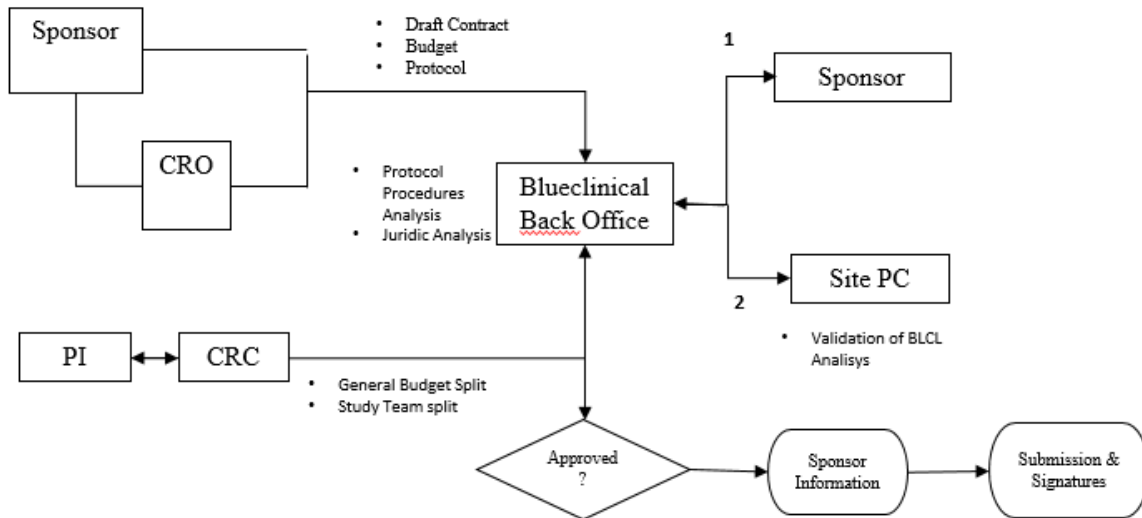 Sponsor
• Draft Contract
• Budget
• Protocol
1
Sponsor
CRO
• Protocol
Procedures
Analysis
• Juridic Analysis
Blueclinical
Back Office
Site PC
2
• Validation of BLCL
Analisys
PI
CRC
• General Budget Split
• Study Team split
Approved
?
Sponsor
Information
Submission &
Signatures